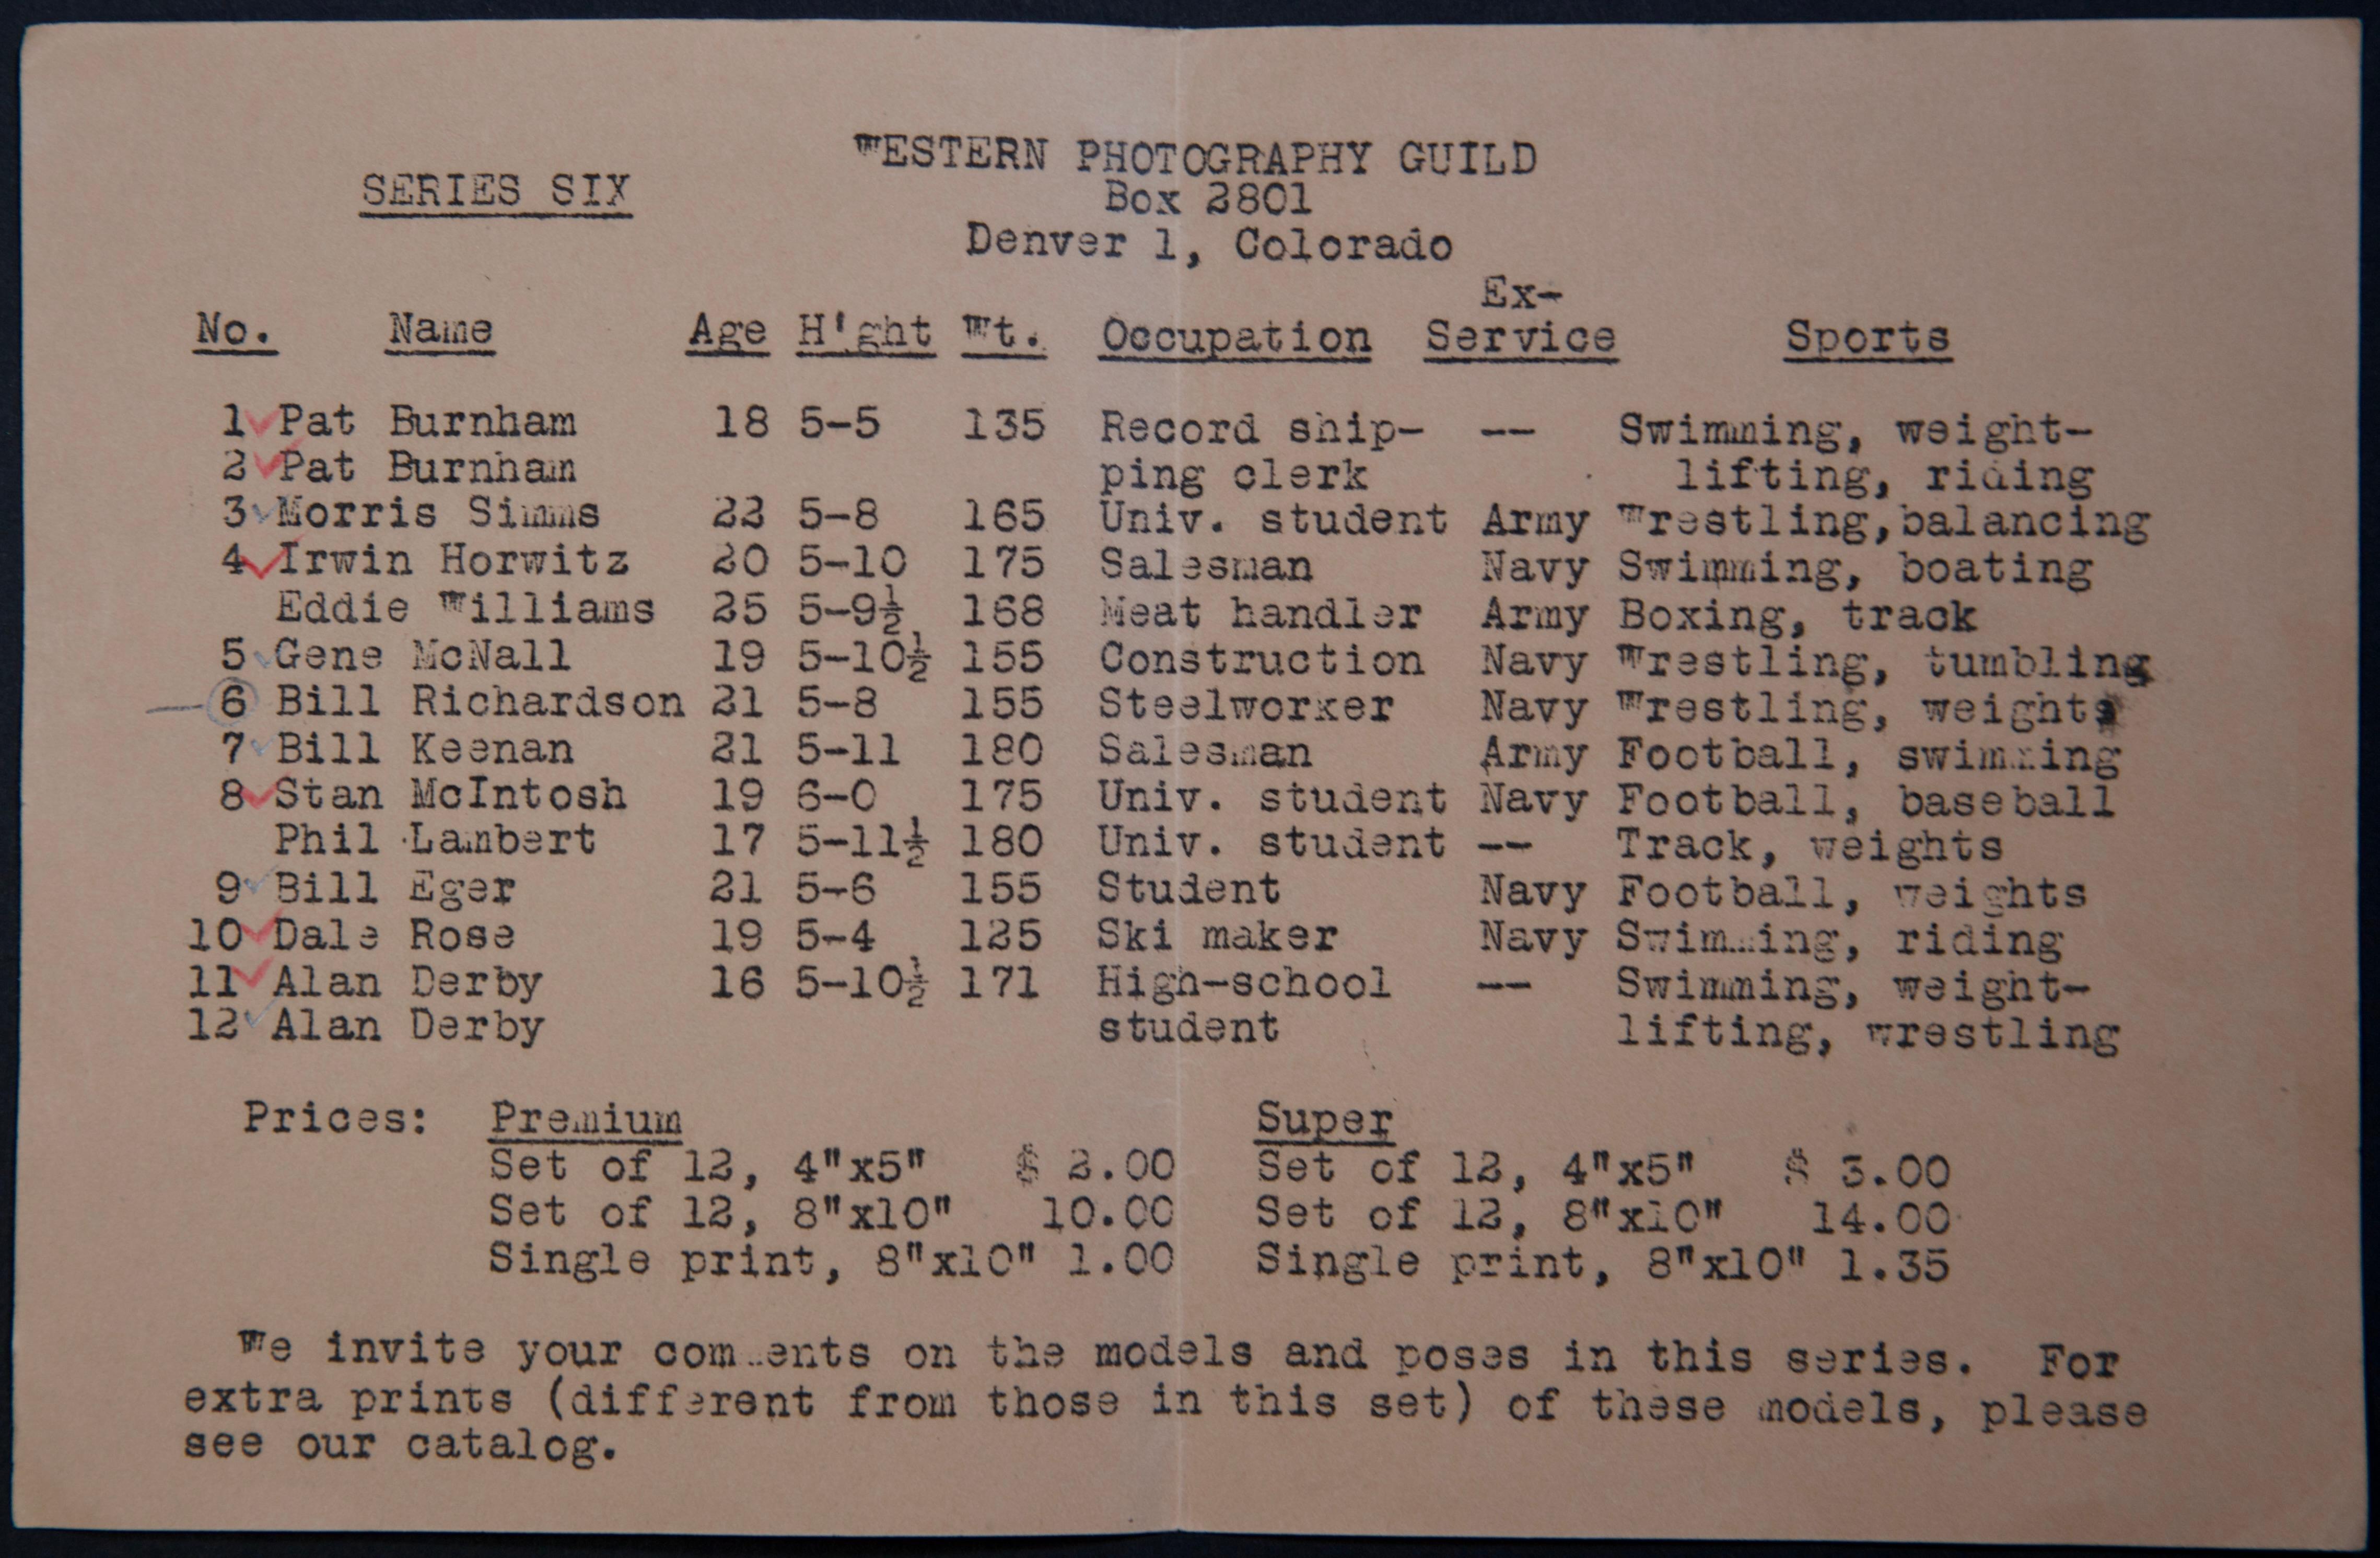 WESTERN PHOTOGRAPHY GUILD
SERIES SIX
Box 2801
Denver 1, Colorado
Ex-
No. Name Age H'ght Wt. Occupation Service Sports
1 Pat Burnham 18 5-5 135 Record ship- -- Swimming, weight-
2 Pat Burnham ping clerk lifting, riding
3 Morris Simms 22 5-8 165 Univ. student Army Wrestling,balancing
4 Irwin Horwitz 20 5-10 175 Salesman Navy Swimming, boating
Eddie Williams 25 5-9½ 168 Meat handler Army Boxing, track
5 Gene McNall 19 5-10½ 155 Construction Navy Wrestling, tumbling
6 Bill Richardson 21 5-8 155 Steelworker Navy Wrestling, weights
7 Bill Keenan 21 5-11 180 Salesman Army Football, swimming
8 Stan McIntosh 19 6-0 175 Univ. student Navy Football, baseball
Phil Lambert 17 5-11½ 180 Univ. student -- Track, weights
9 Bill Eger 21 5-6 155 Student Navy Football, weights
10 Dale Rose 19 5-4 125 Ski maker Navy Swimming, riding
11 Alan Derby 16 5-10½ 171 High-school -- Swimming, weight-
12 Alan Derby student lifting, wrestling
Prices: Premium Super
Set of 12, 4"x5" $ 2.00 Set of 12, 4"x5" $ 3.00
Set of 12, 8"x10" 10.00 Set of 12, 8"x10" 14.00
Single print, 8"x10" 1.00 Single print, 8"x10" 1.35
We invite your comments on the models and poses in this series. For
extra prints (different from those in this set) of these models, please
see our catalog.